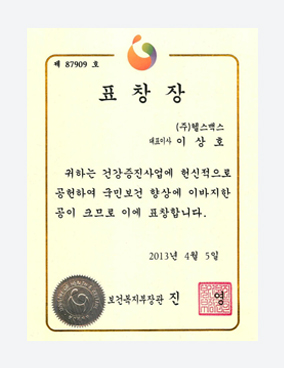 제 87909 호
표 창 장
(주)헬스맥스
대표이사 이 상 호
귀하는 건강증진사업에 헌신적으로
공헌하여 국민보건 향상에 이바지한
공이 크므로 이에 표창합니다.
2013년 4월 5일
보건복지부장관 진 영